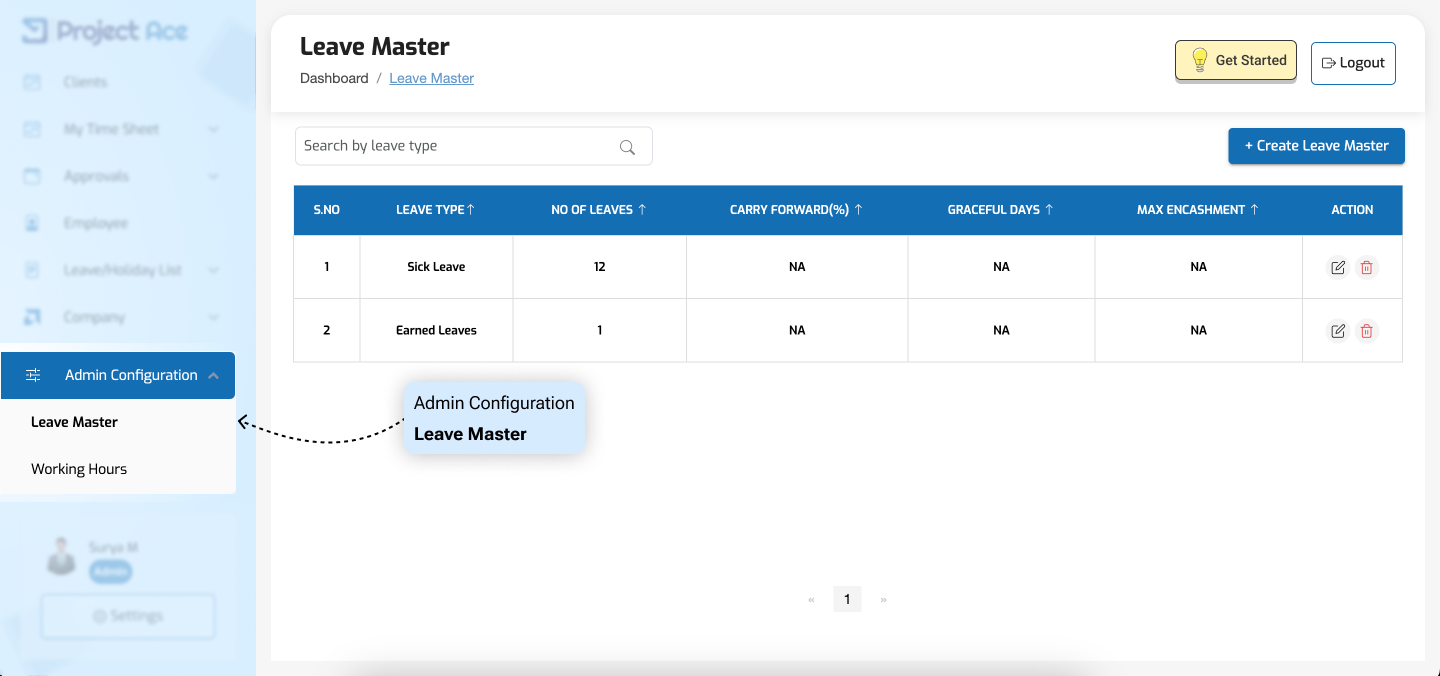 Project Ace
Clients
My Time Sheet
Approvals
Employee
Leave/Holiday List
Company
Admin Configuration
Leave Master
Working Hours
Surya M
Admin
Settings
Leave Master
Dashboard / Leave Master
Get Started
Logout
Search by leave type
+ Create Leave Master
S.NO LEAVE TYPE↑ NO OF LEAVES ↑ CARRY FORWARD(%) ↑ GRACEFUL DAYS ↑ MAX ENCASHMENT ↑ ACTION
1 Sick Leave 12 NA NA NA
2 Earned Leaves 1 NA NA NA
Admin Configuration
Leave Master
« 1 »